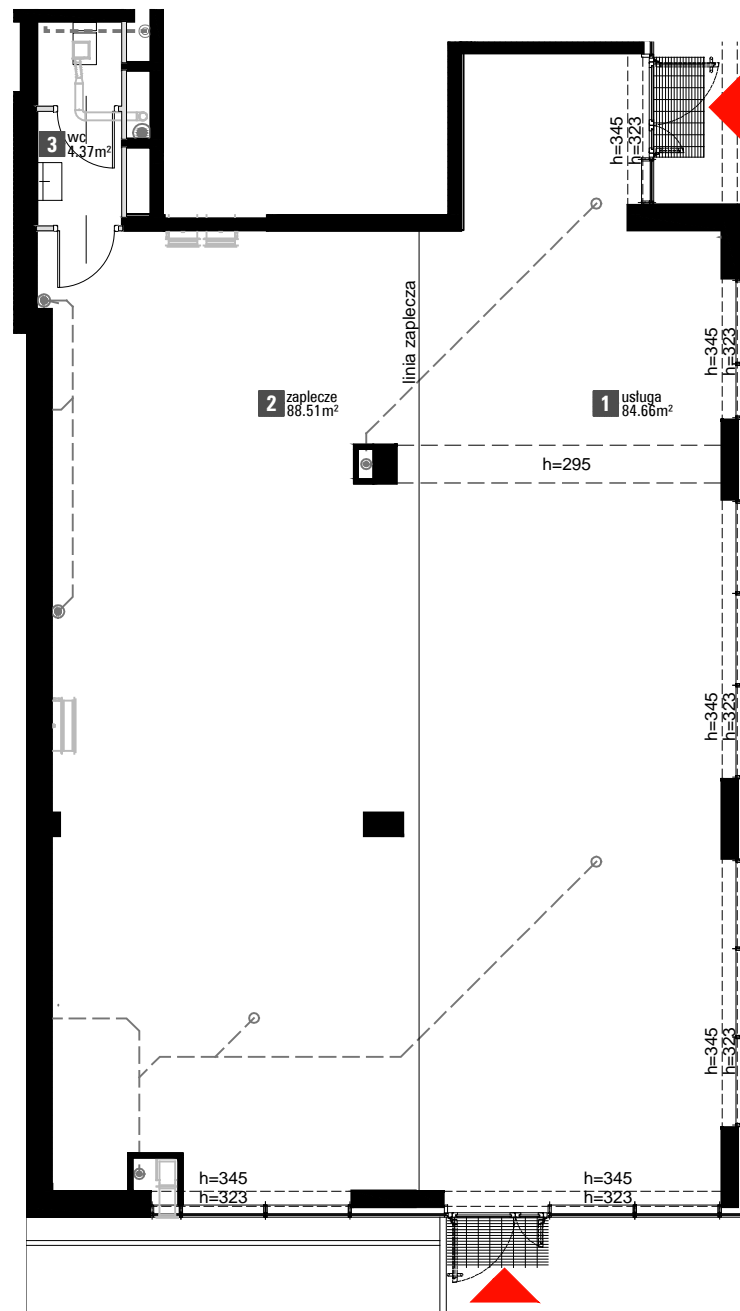 3 wc
4.37m²
h=345
h=323
linia zaplecza
h=345
h=323
2 zaplecze
88.51m²
1 usługa
84.66m²
h=295
h=345
h=323
h=345
h=323
h=345
h=323
h=345
h=323